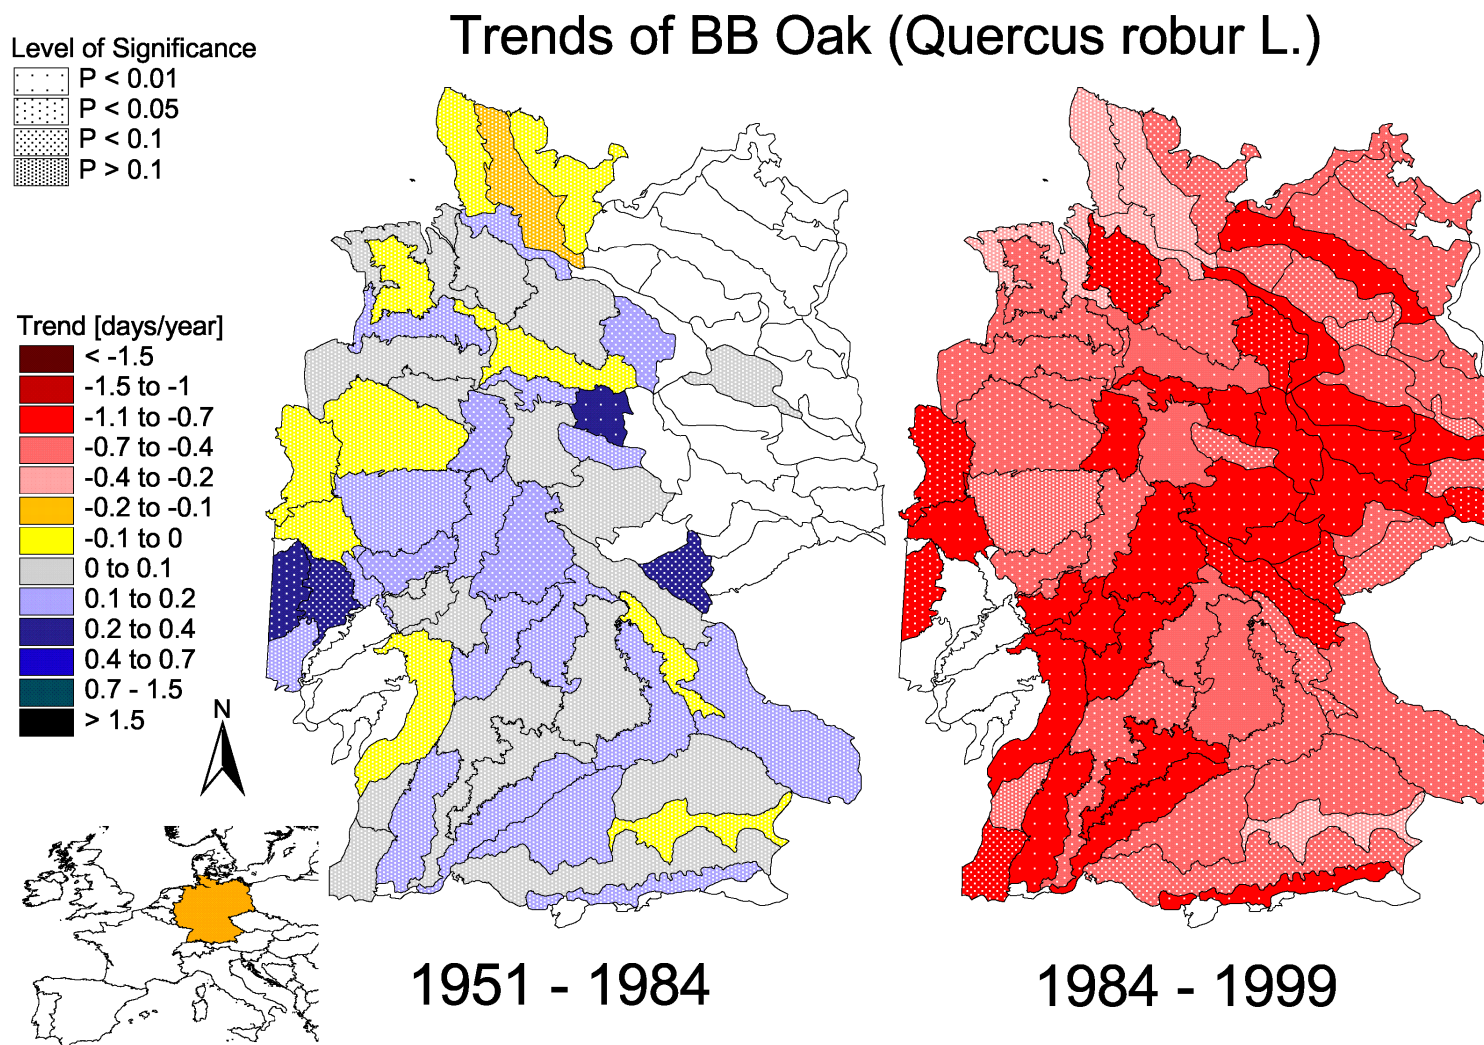 Trends of BB Oak (Quercus robur L.)
Level of Significance
P < 0.01
P < 0.05
P < 0.1
P > 0.1
Trend [days/year]
< -1.5
-1.5 to -1
-1.1 to -0.7
-0.7 to -0.4
-0.4 to -0.2
-0.2 to -0.1
-0.1 to 0
0 to 0.1
0.1 to 0.2
0.2 to 0.4
0.4 to 0.7
0.7 - 1.5
> 1.5
N
1951 - 1984
1984 - 1999